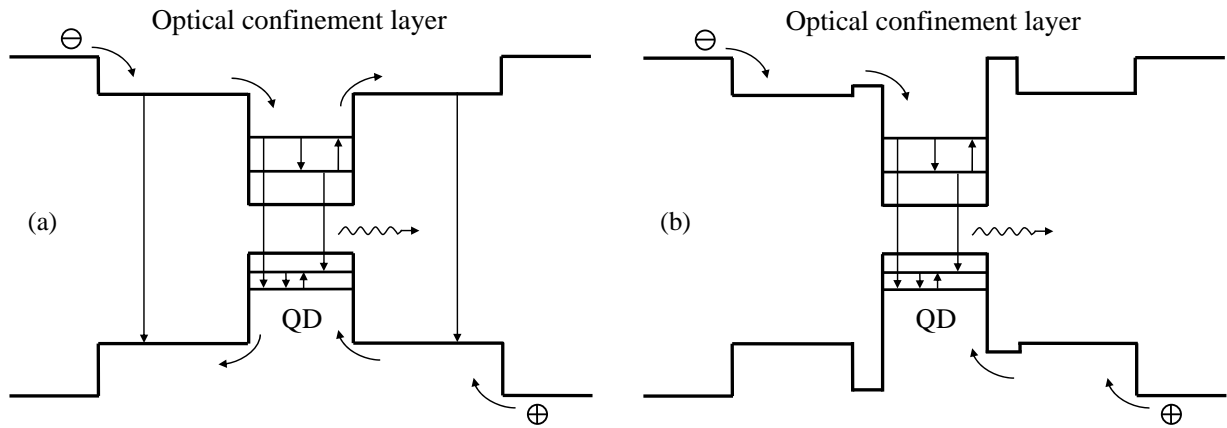 Optical confinement layer
(a)
QD
Optical confinement layer
(b)
QD